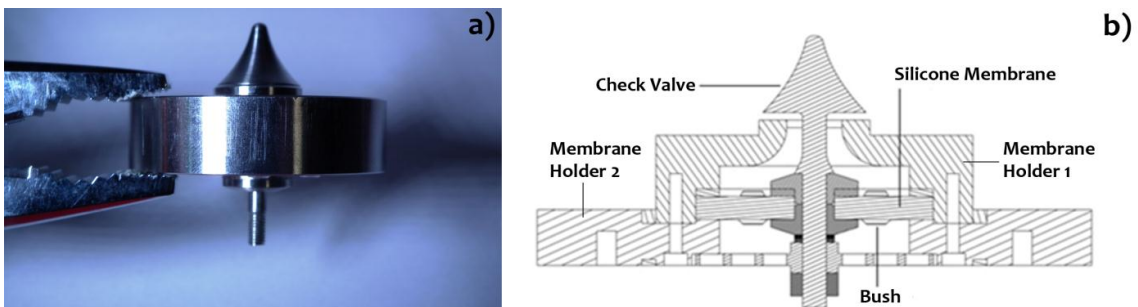 a)
b)
Check Valve
Silicone Membrane
Membrane
Holder 2
Membrane
Holder 1
Bush